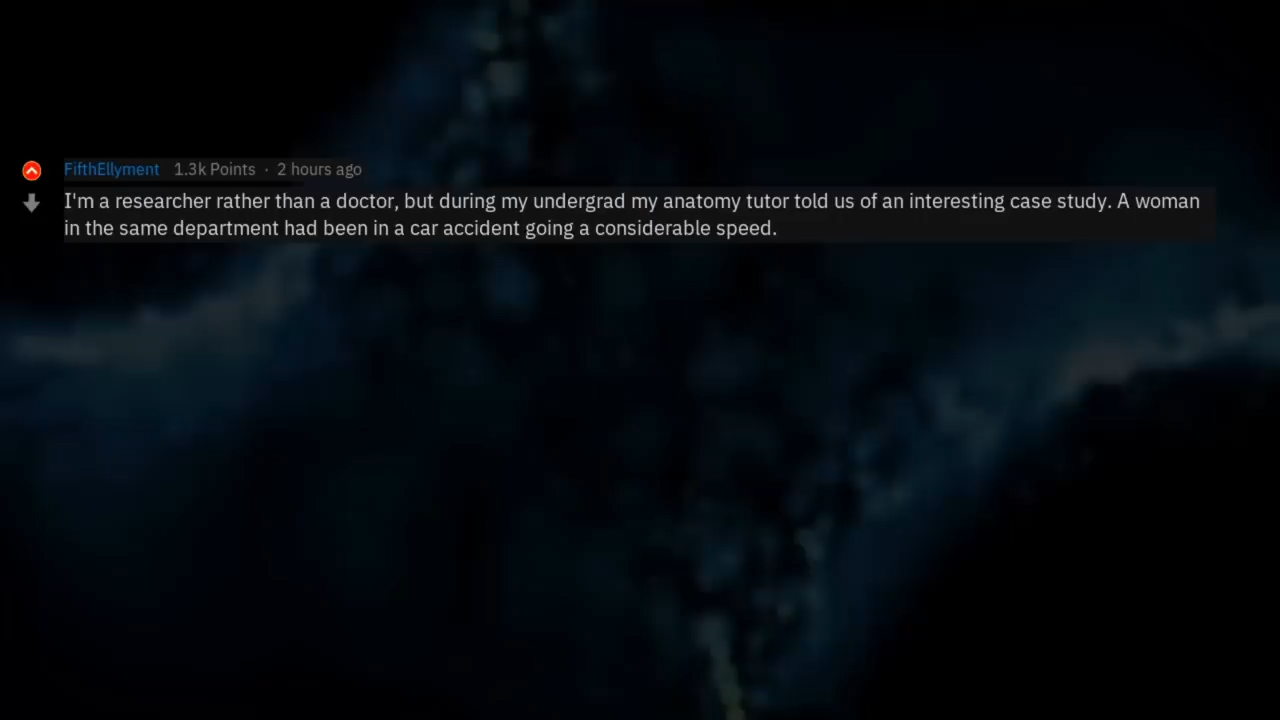 FifthEllyment 1.3k Points · 2 hours ago
I'm a researcher rather than a doctor, but during my undergrad my anatomy tutor told us of an interesting case study. A woman
in the same department had been in a car accident going a considerable speed.